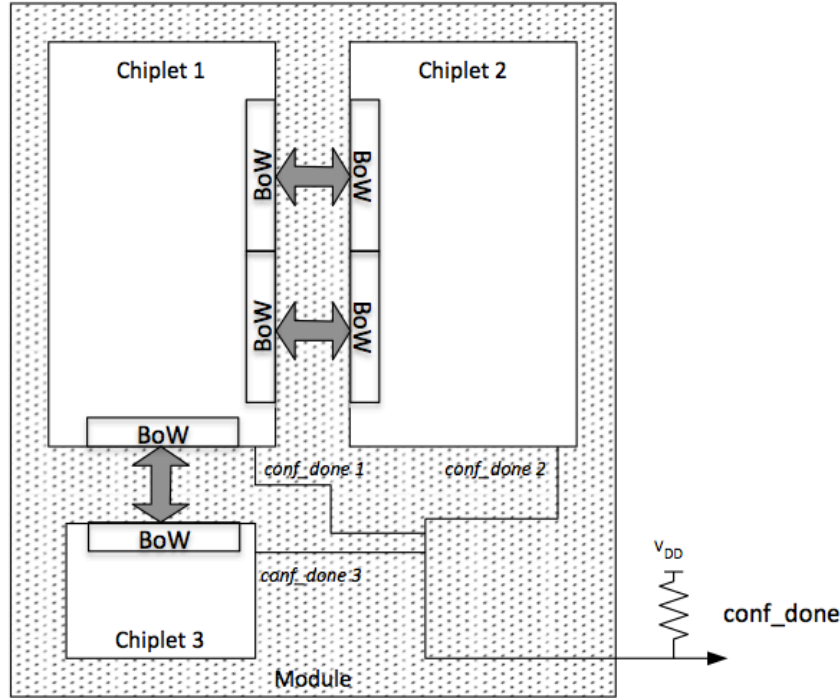 Chiplet 1
Chiplet 2
BoW
BoW
BoW
BoW
BoW
conf_done 1
conf_done 2
BoW
conf_done 3
V_DD
conf_done
Chiplet 3
Module